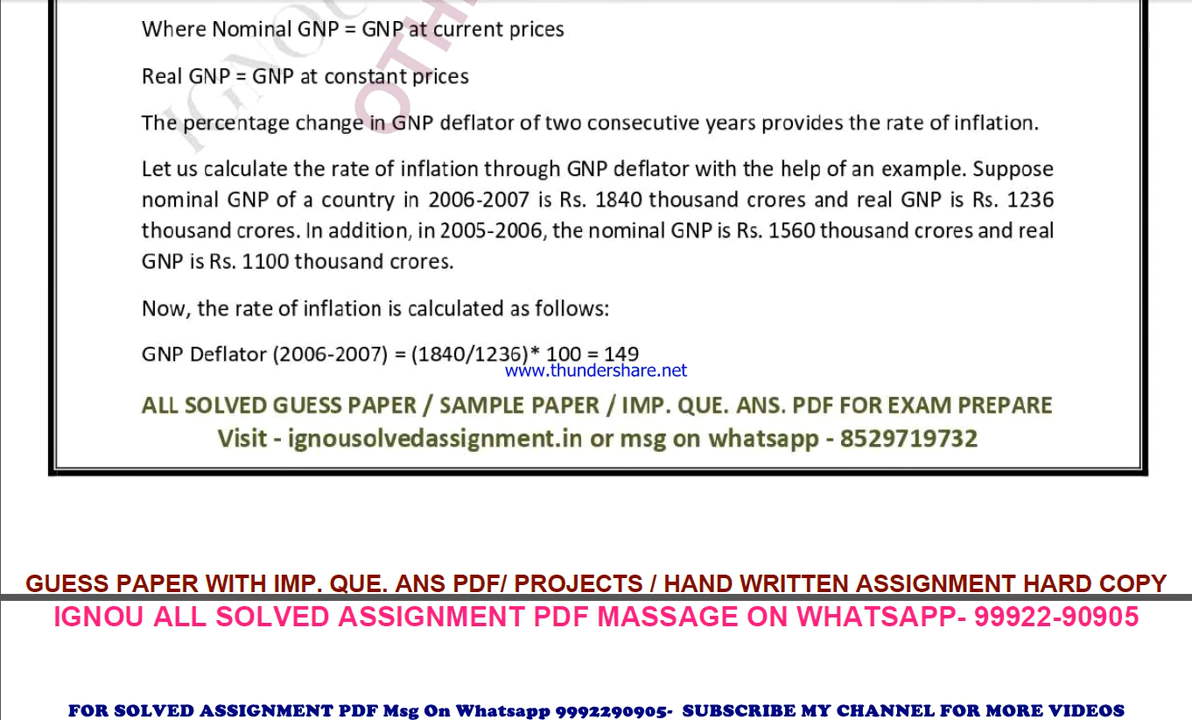 Where Nominal GNP = GNP at current prices
Real GNP = GNP at constant prices
The percentage change in GNP deflator of two consecutive years provides the rate of inflation.
Let us calculate the rate of inflation through GNP deflator with the help of an example. Suppose
nominal GNP of a country in 2006-2007 is Rs. 1840 thousand crores and real GNP is Rs. 1236
thousand crores. In addition, in 2005-2006, the nominal GNP is Rs. 1560 thousand crores and real
GNP is Rs. 1100 thousand crores.
Now, the rate of inflation is calculated as follows:
GNP Deflator (2006-2007) = (1840/1236)* 100 = 149
www.thundershare.net
ALL SOLVED GUESS PAPER / SAMPLE PAPER / IMP. QUE. ANS. PDF FOR EXAM PREPARE
Visit - ignousolvedassignment.in or msg on whatsapp - 8529719732
GUESS PAPER WITH IMP. QUE. ANS PDF/ PROJECTS / HAND WRITTEN ASSIGNMENT HARD COPY
IGNOU ALL SOLVED ASSIGNMENT PDF MASSAGE ON WHATSAPP- 99922-90905
FOR SOLVED ASSIGNMENT PDF Msg On Whatsapp 9992290905- SUBSCRIBE MY CHANNEL FOR MORE VIDEOS